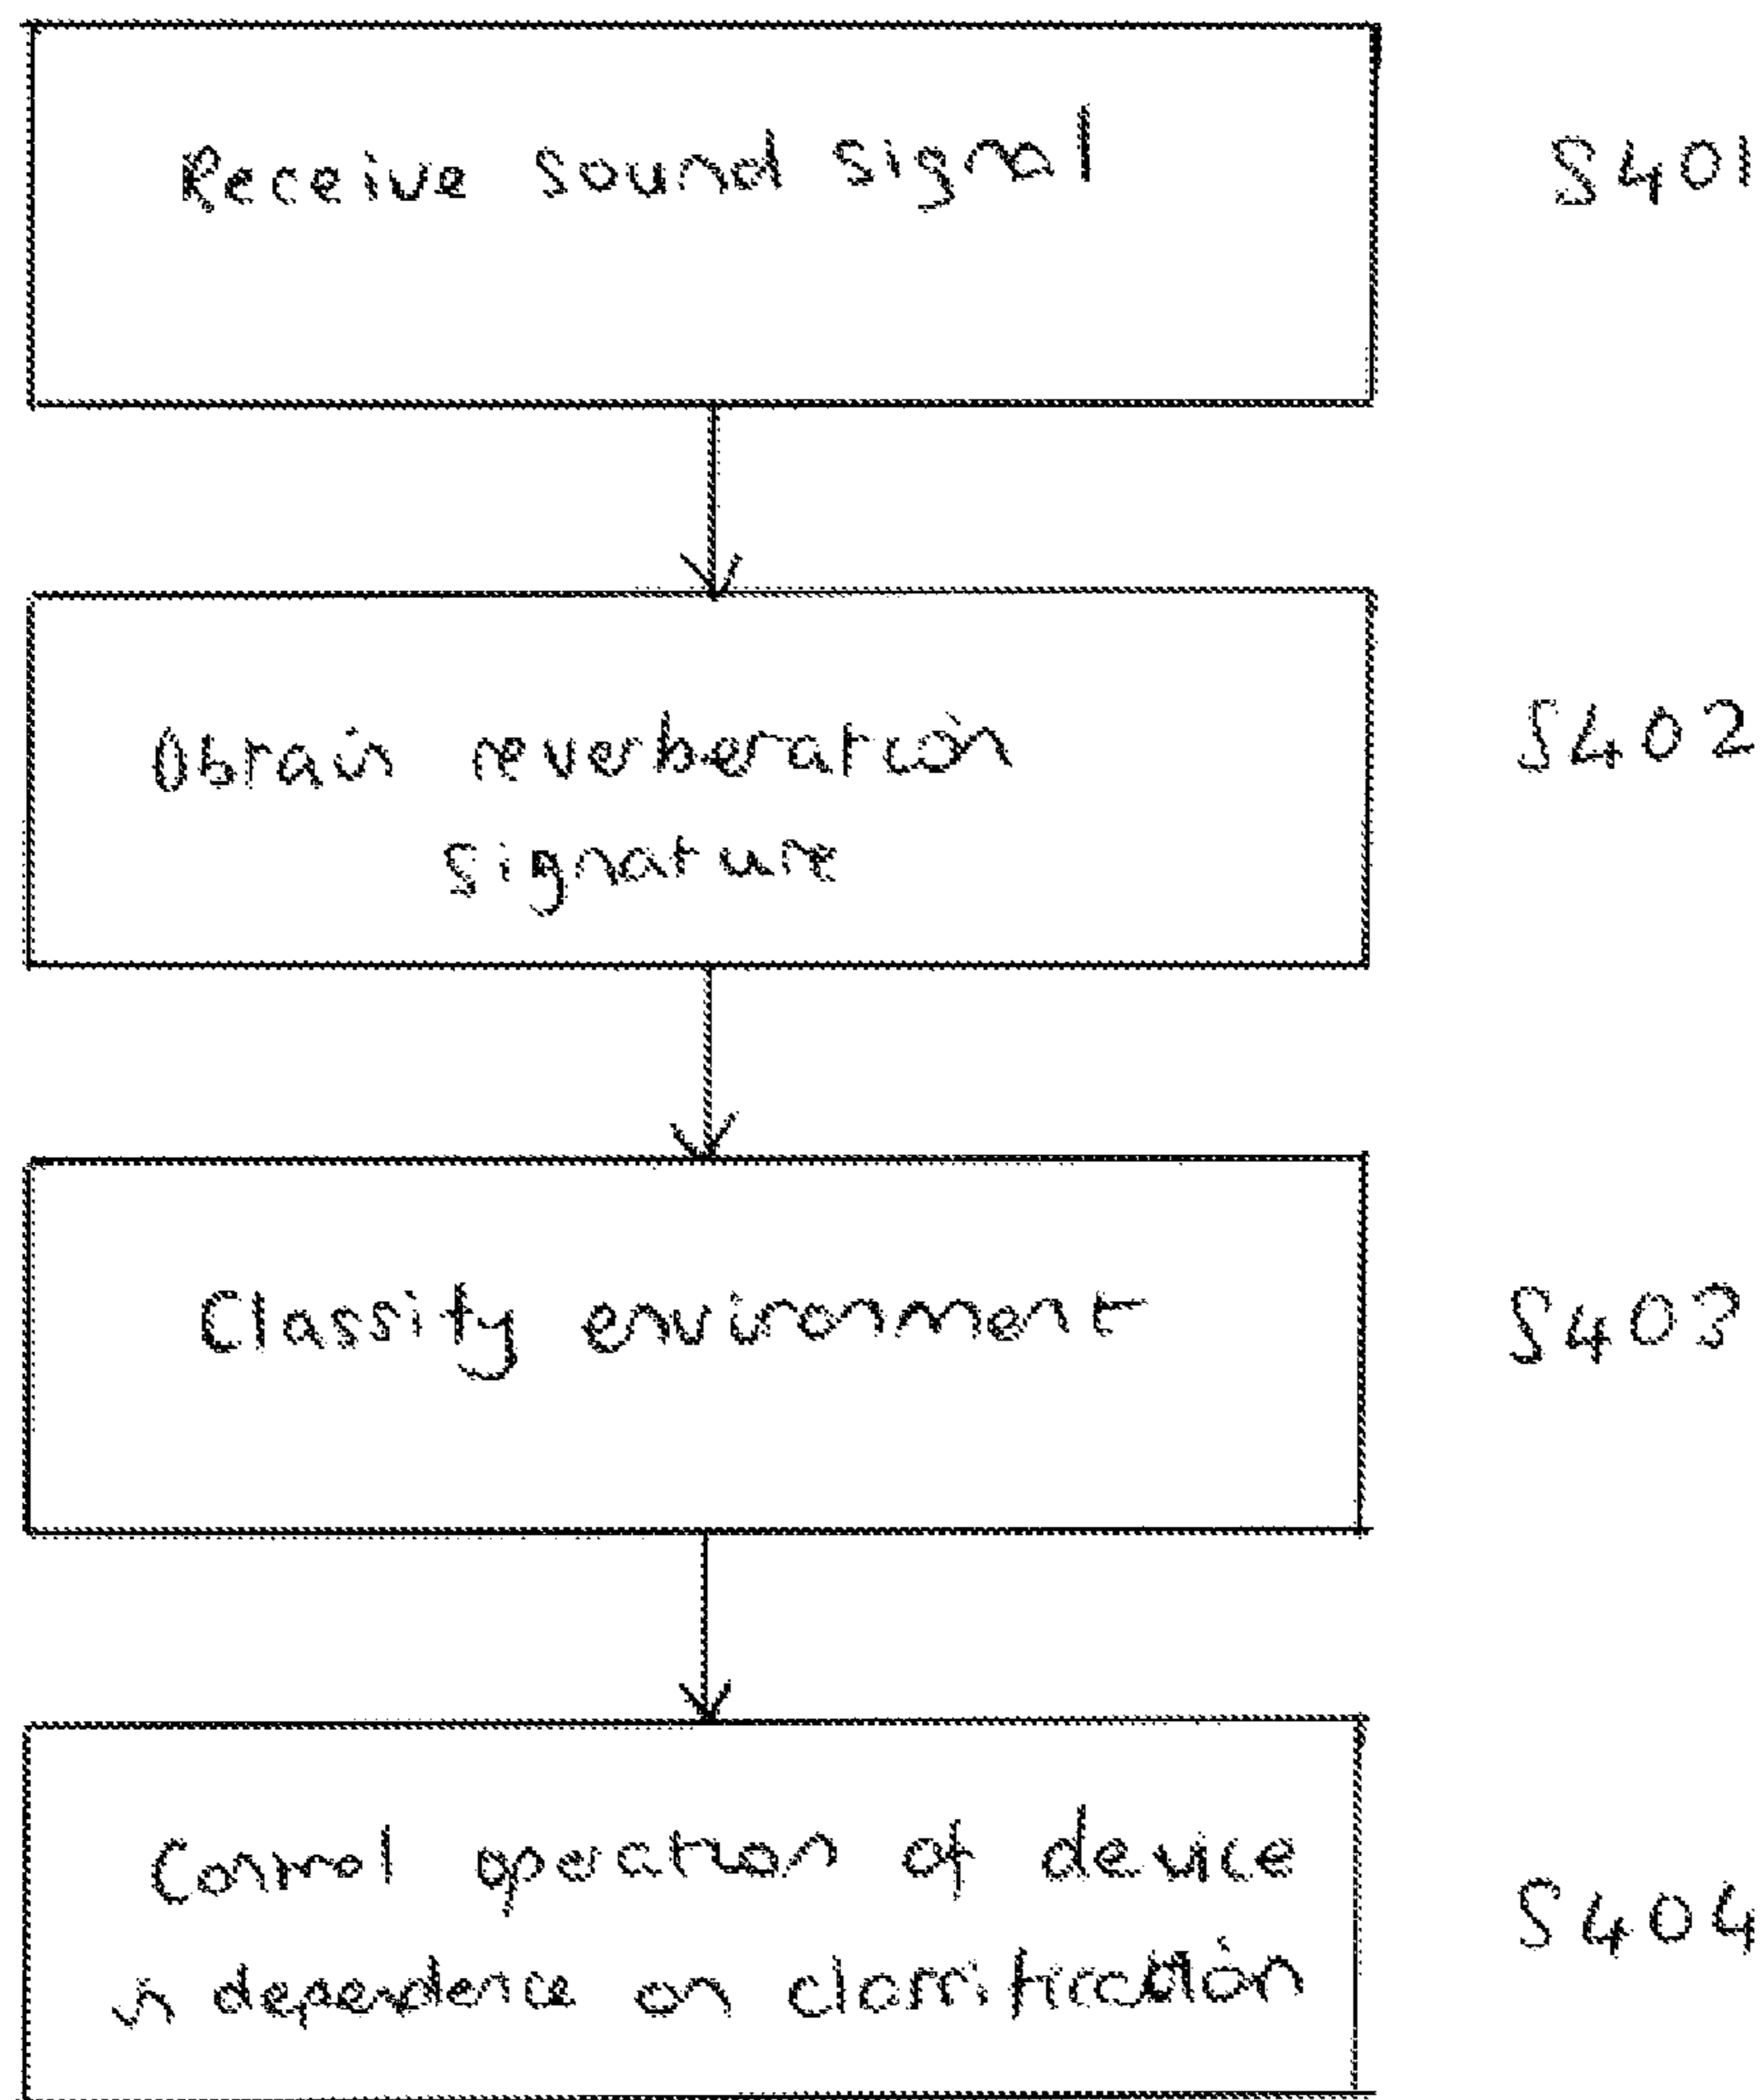 Receive sound signal
S401
Obtain reverberation
signature
S402
Classify environment
S403
Control operation of device
in dependence on classification
S404